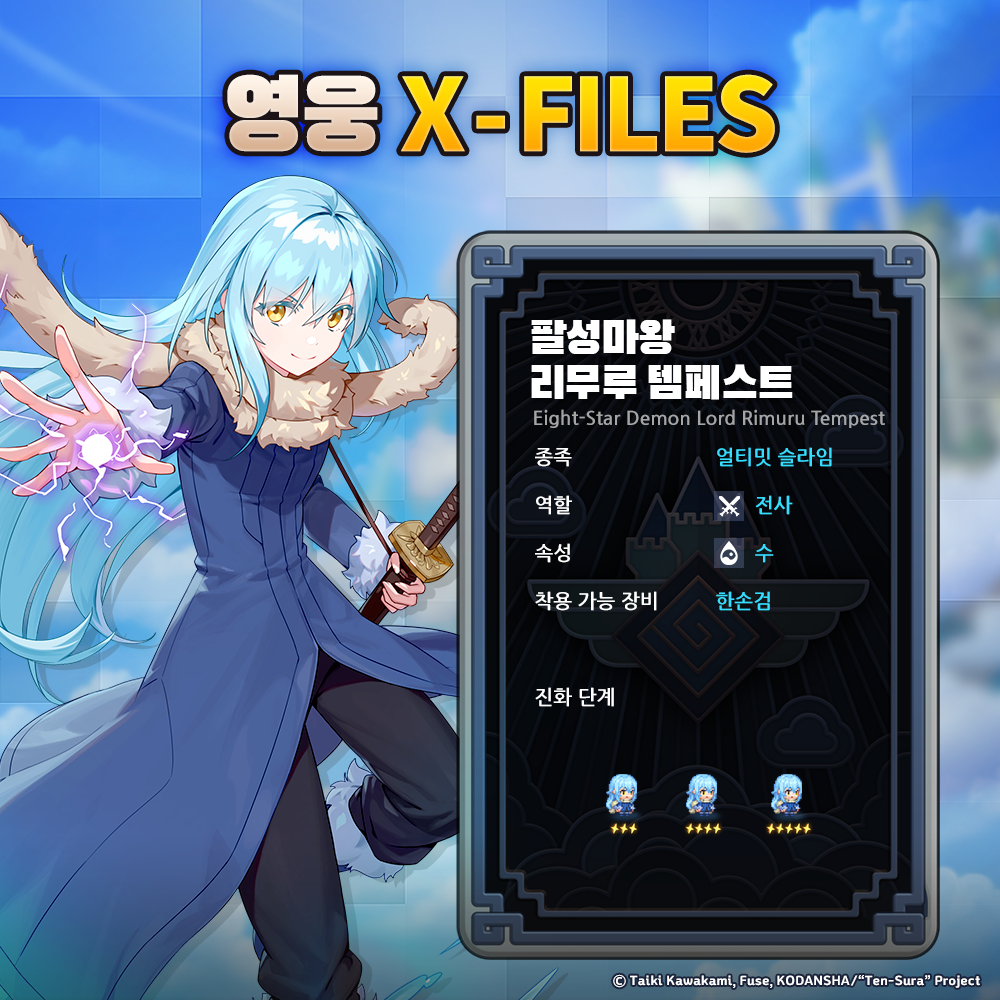 영웅 X-FILES
팔성마왕
리무루 템페스트
Eight-Star Demon Lord Rimuru Tempest
종족 얼티밋 슬라임
역할 전사
속성 수
착용 가능 장비 한손검
진화 단계
© Taiki Kawakami, Fuse, KODANSHA/“Ten-Sura” Project